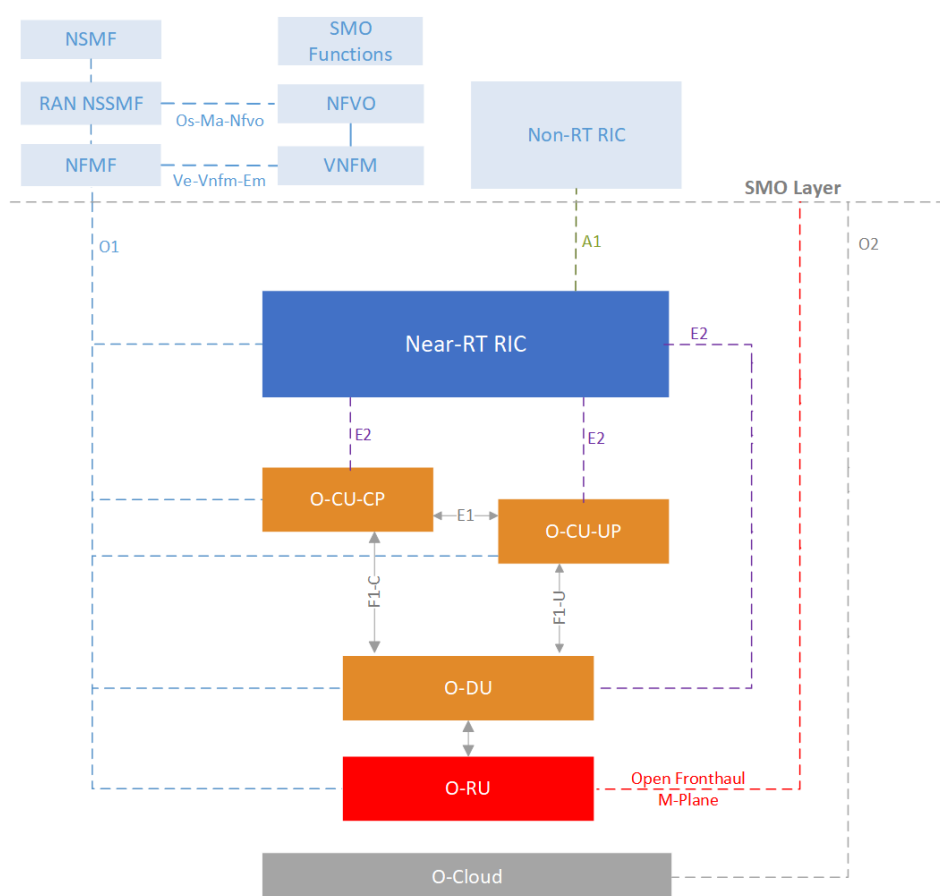 NSMF
SMO
Functions
RAN NSSMF
Os-Ma-Nfvo
NFVO
NFMF
Ve-Vnfm-Em
VNFM
Non-RT RIC
SMO Layer
O1
A1
O2
Near-RT RIC
E2
E2
E2
O-CU-CP
E1
O-CU-UP
F1-C
F1-U
O-DU
O-RU
Open Fronthaul
M-Plane
O-Cloud